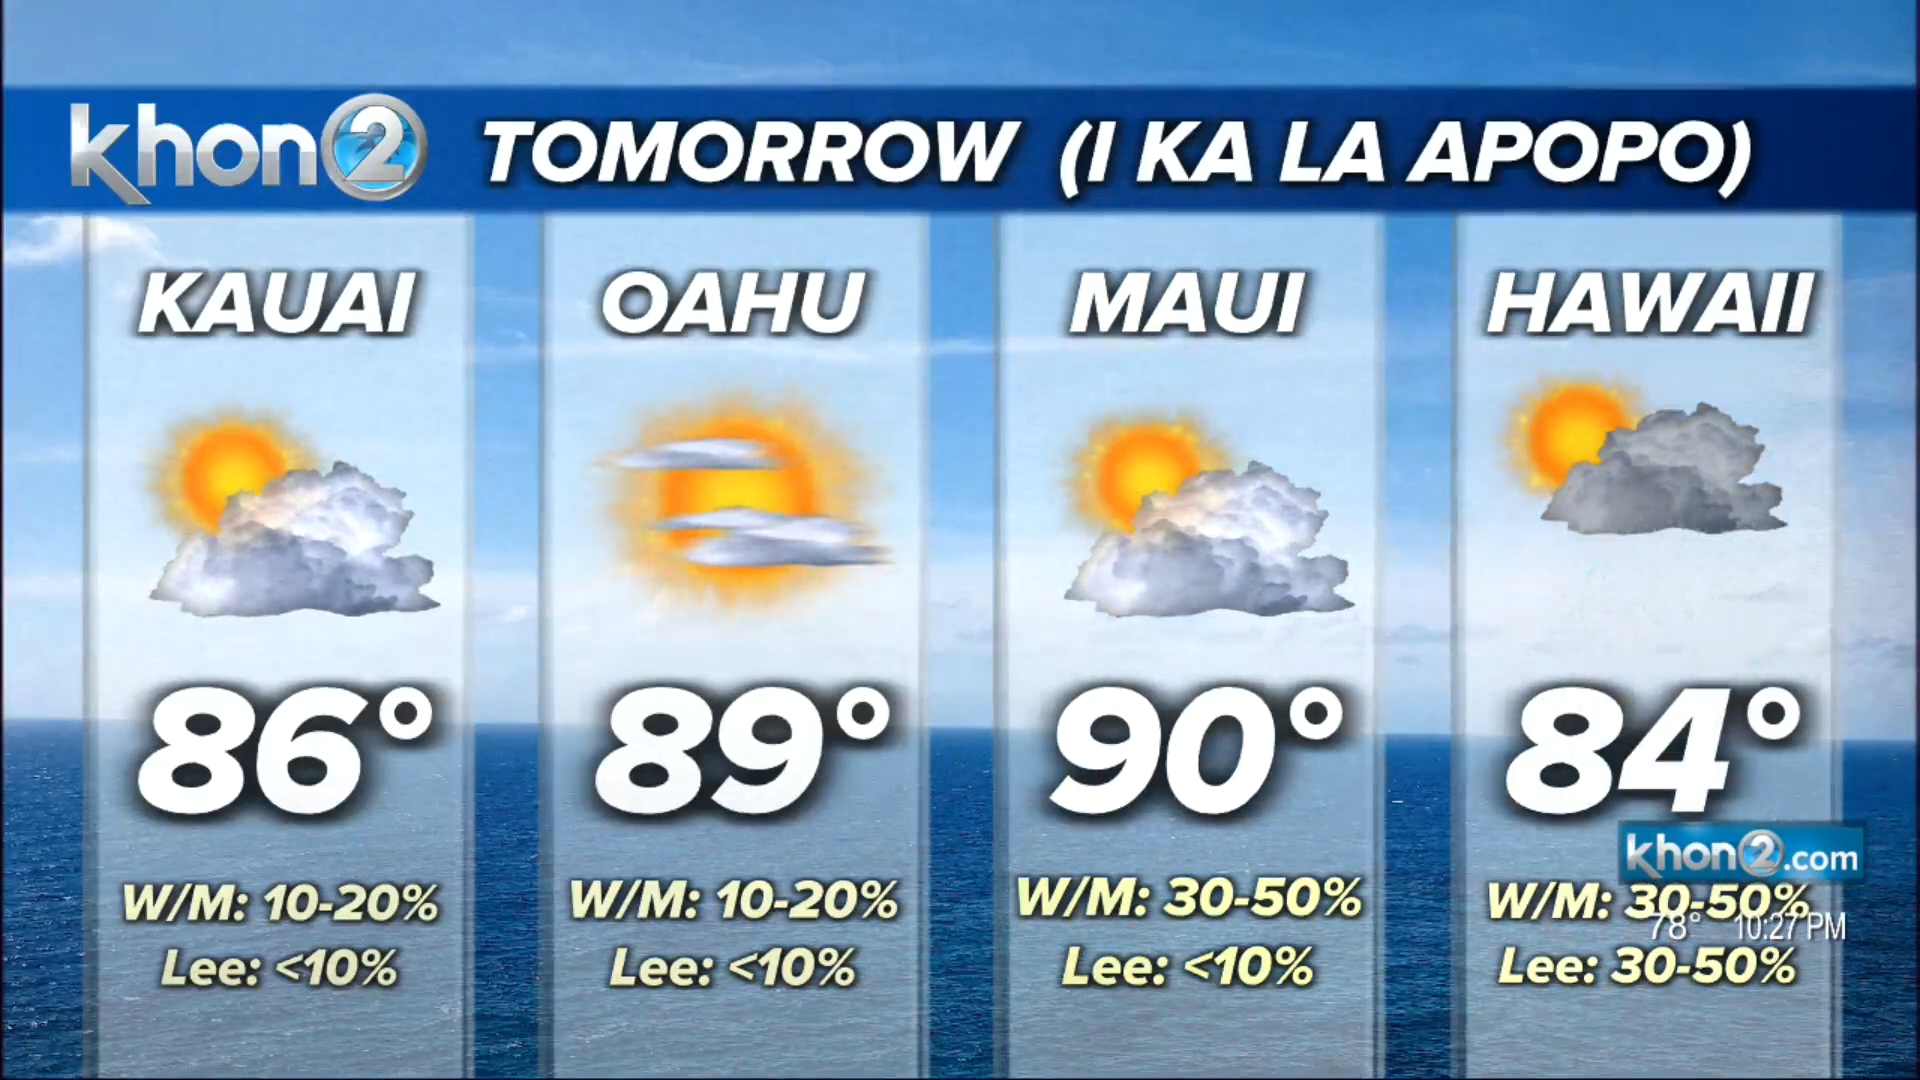 khon2 TOMORROW (I KA LA APOPO)
KAUAI
86°
W/M: 10-20%
Lee: <10%
OAHU
89°
W/M: 10-20%
Lee: <10%
MAUI
90°
W/M: 30-50%
Lee: <10%
HAWAII
84°
khon2.com
W/M: 30-50%
78° 10:27 PM
Lee: 30-50%